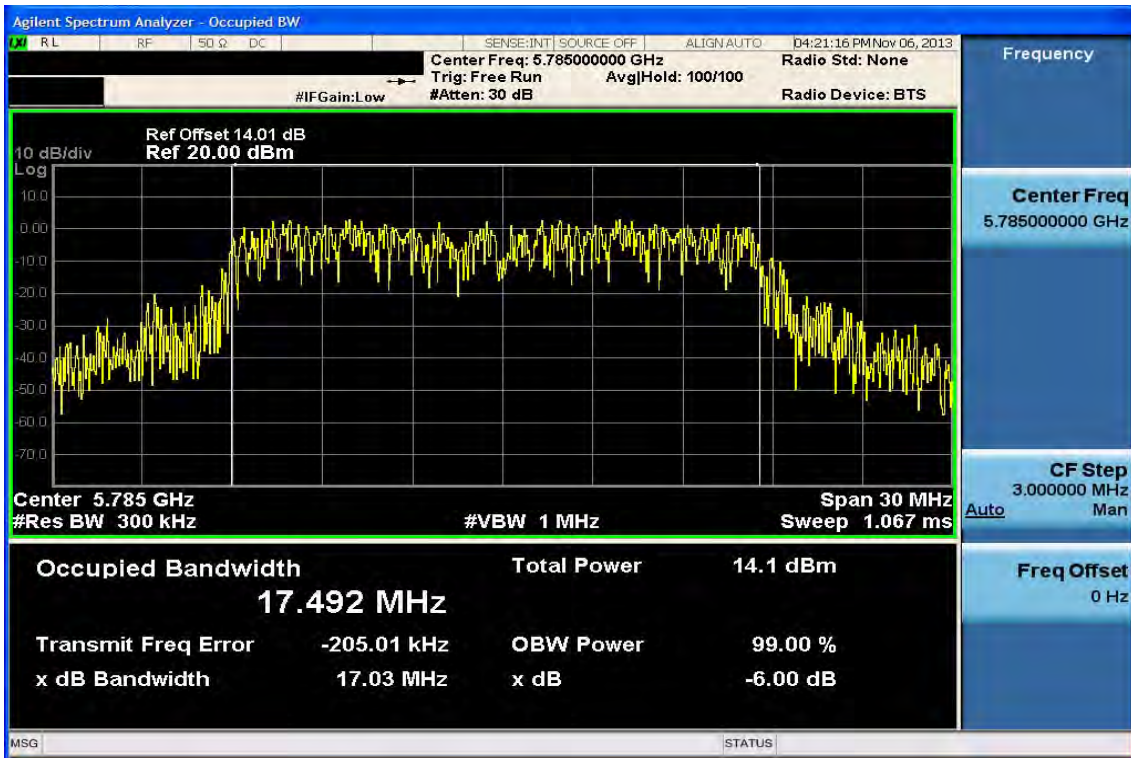 Agilent Spectrum Analyzer - Occupied BW
LXI RL RF 50 Ω DC SENSE:INT SOURCE OFF ALIGN AUTO 04:21:16 PM Nov 06, 2013
Center Freq: 5.785000000 GHz Radio Std: None
Trig: Free Run Avg|Hold: 100/100
#IFGain:Low #Atten: 30 dB Radio Device: BTS
Ref Offset 14.01 dB
10 dB/div Ref 20.00 dBm
Log
10.0
0.00
-10.0
-20.0
-30.0
-40.0
-50.0
-60.0
-70.0
Center 5.785 GHz Span 30 MHz
#Res BW 300 kHz #VBW 1 MHz Sweep 1.067 ms
Occupied Bandwidth Total Power 14.1 dBm
17.492 MHz
Transmit Freq Error -205.01 kHz OBW Power 99.00 %
x dB Bandwidth 17.03 MHz x dB -6.00 dB
MSG STATUS
Frequency
Center Freq
5.785000000 GHz
CF Step
3.000000 MHz
Auto Man
Freq Offset
0 Hz